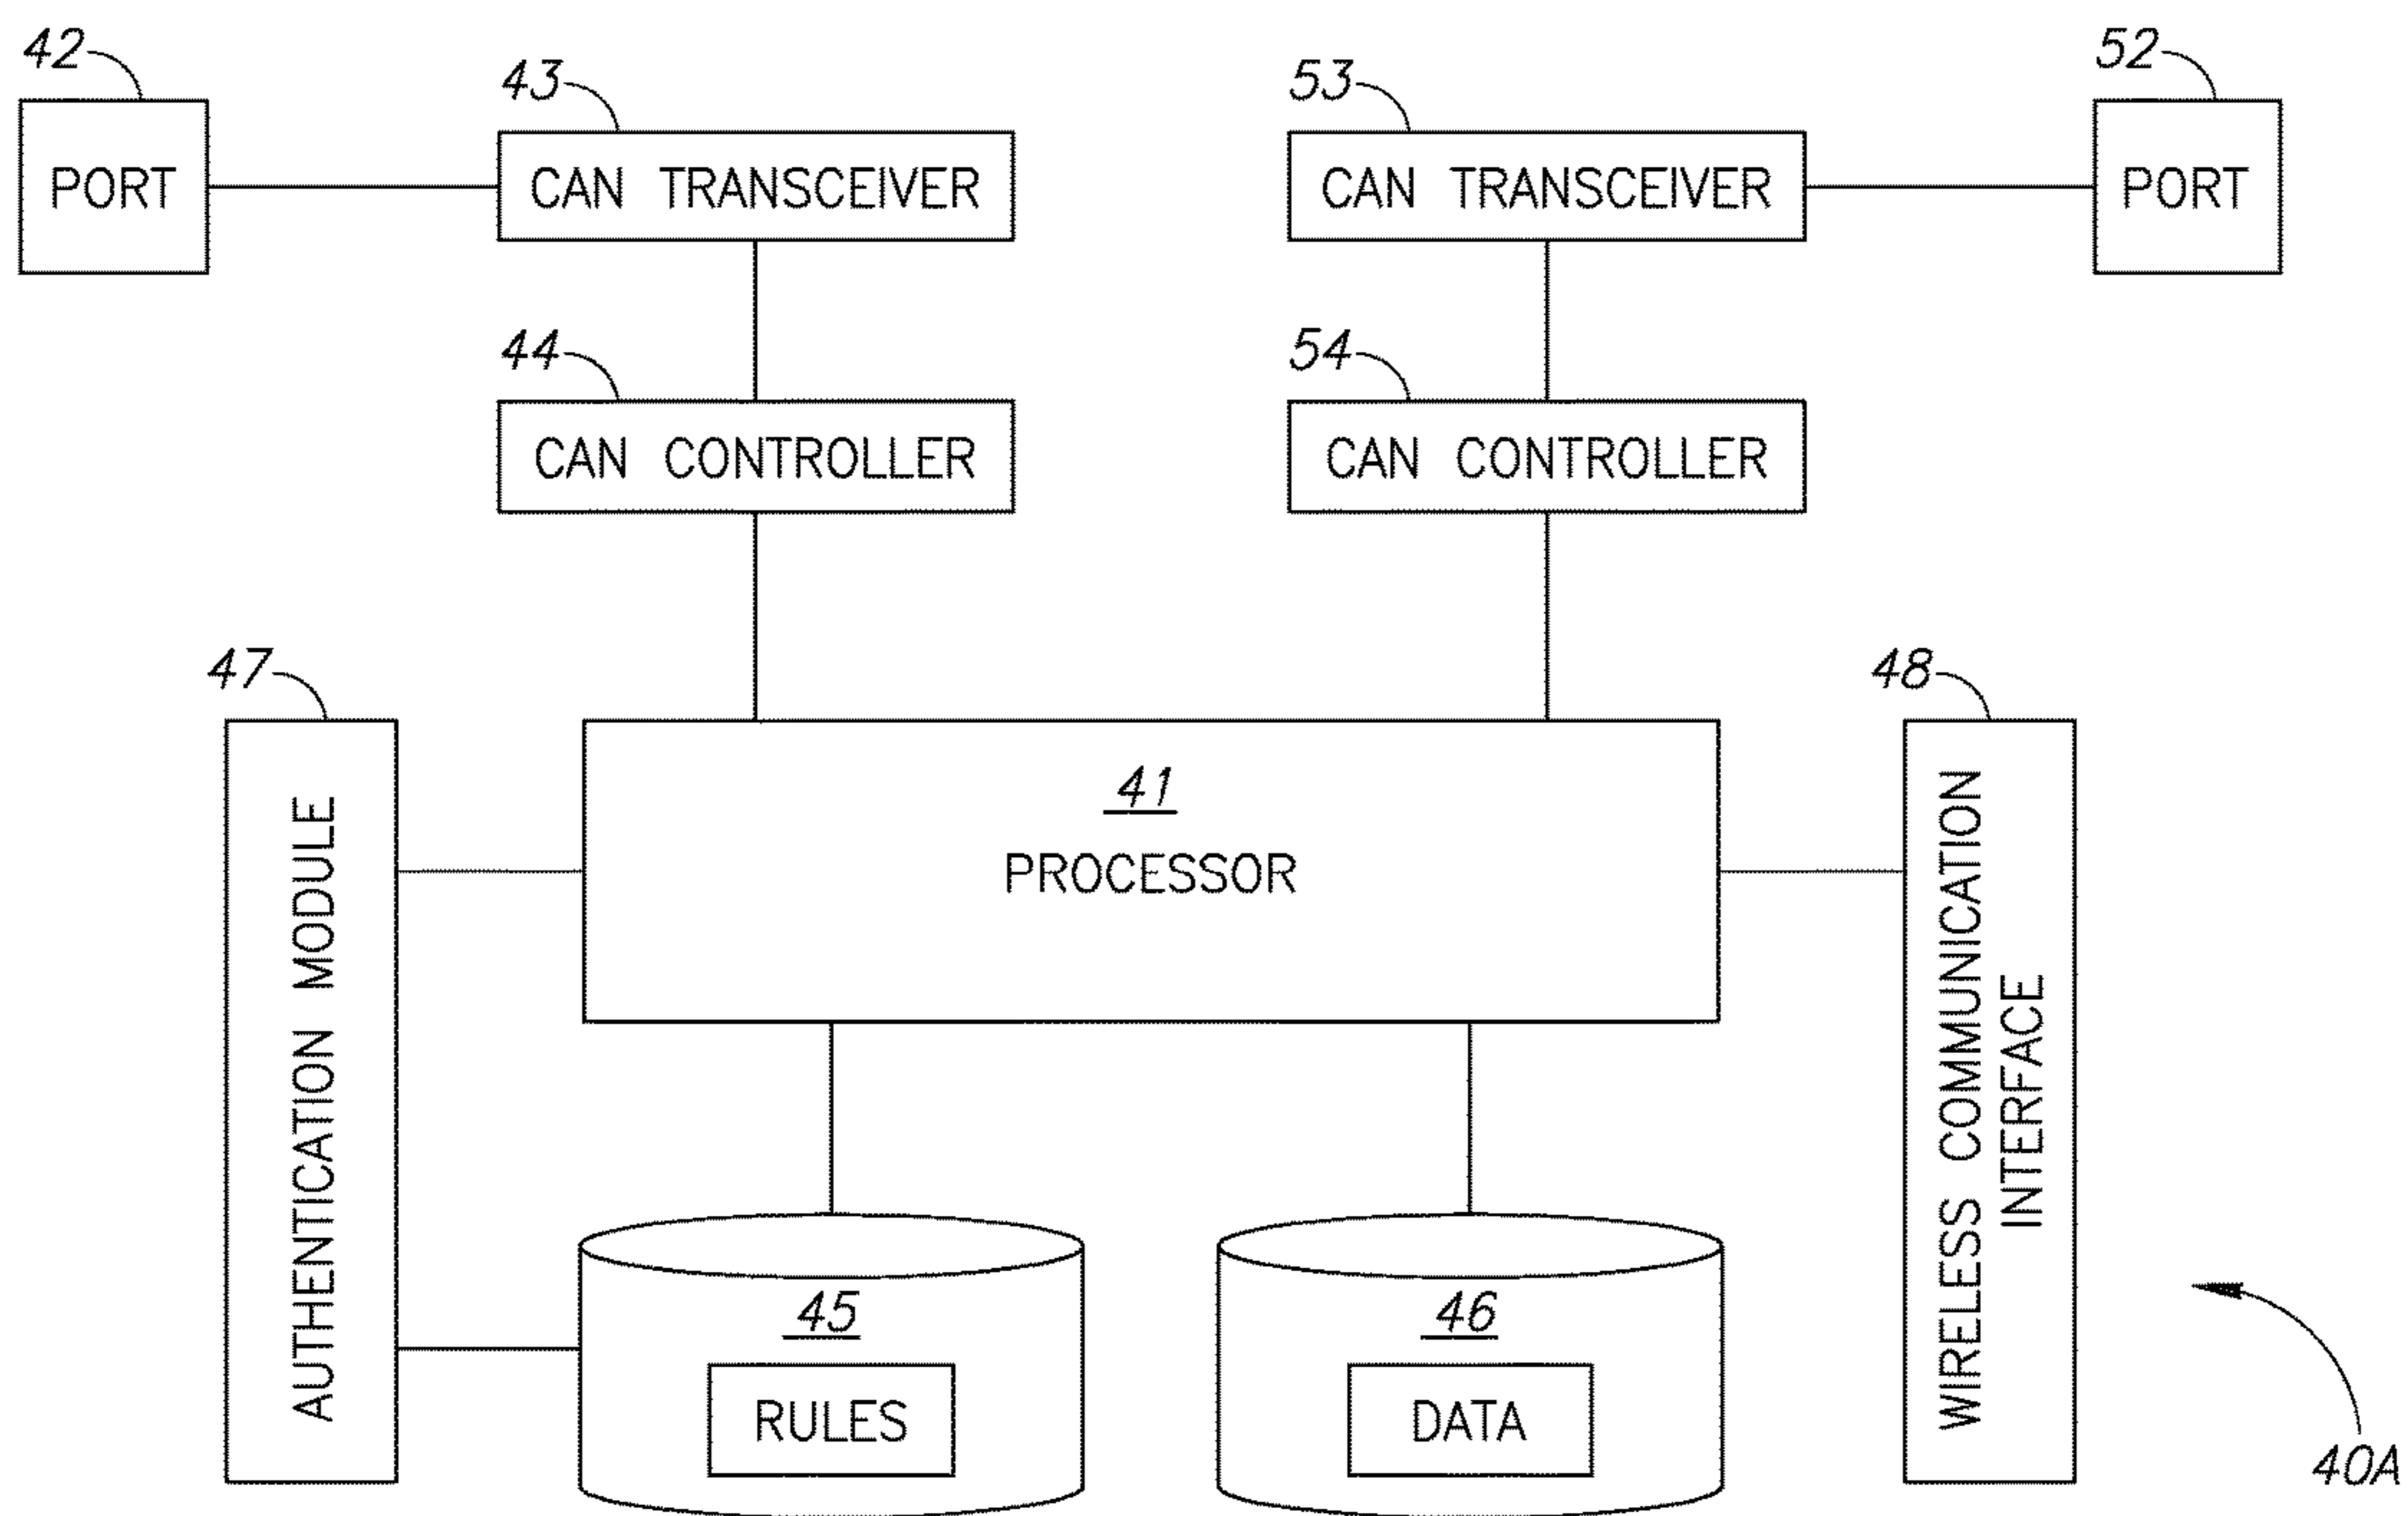 42
43
53
52
PORT
CAN TRANSCEIVER
CAN TRANSCEIVER
PORT
44
54
CAN CONTROLLER
CAN CONTROLLER
47
48
41
PROCESSOR
AUTHENTICATION MODULE
WIRELESS COMMUNICATION
INTERFACE
45
46
RULES
DATA
40A